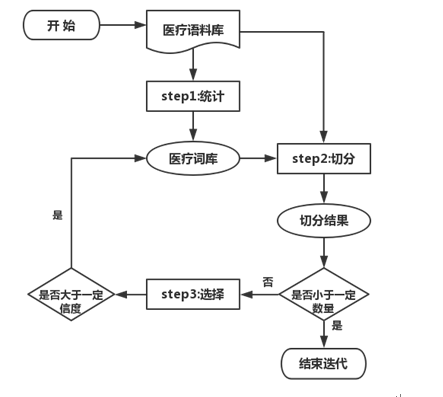 开 始
医疗语料库
step1:统计
医疗词库
step2:切分
切分结果
是
否
是否大于一定
信度
step3:选择
是否小于一定
数量
是
结束迭代